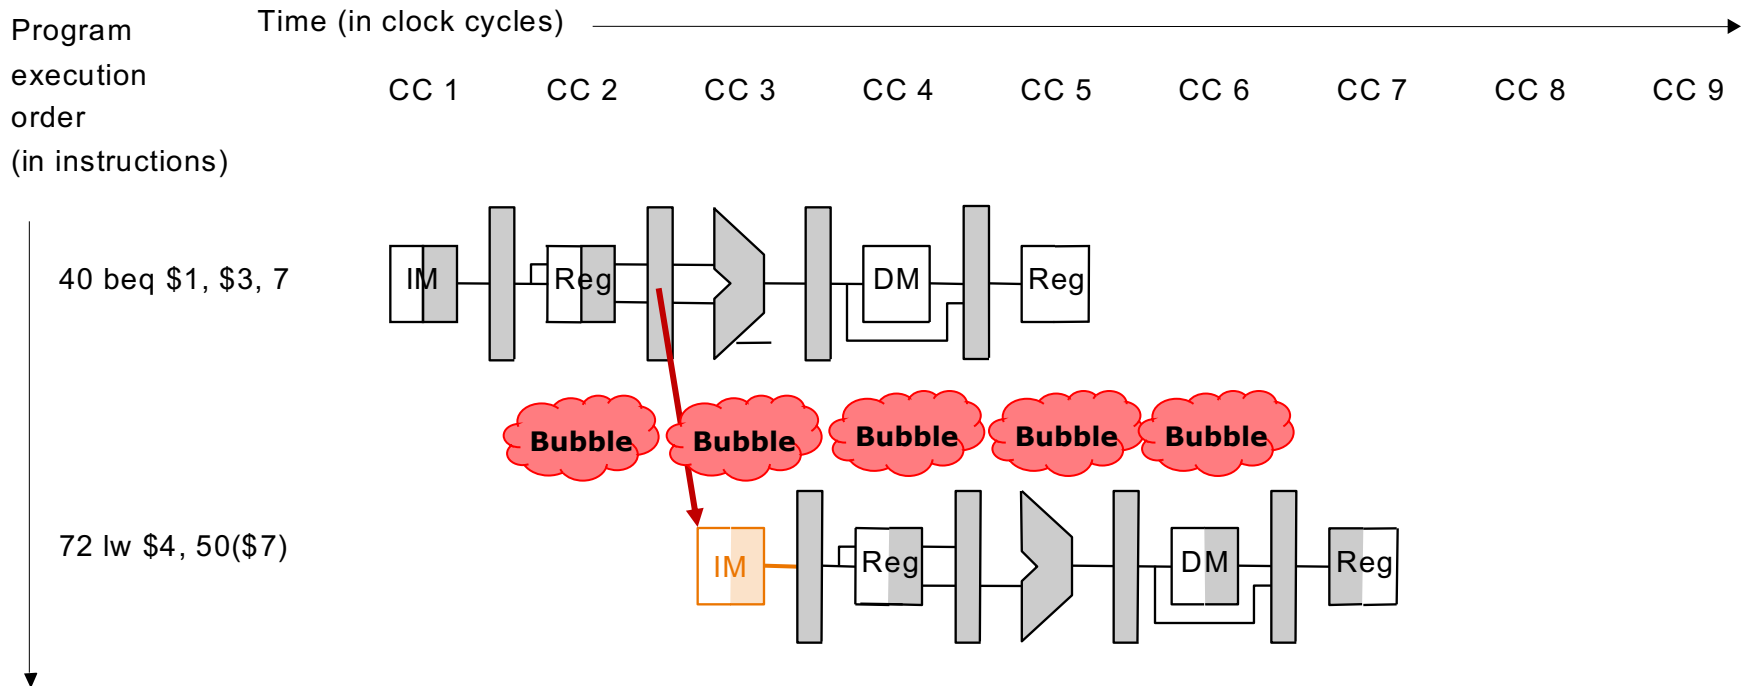 Program
execution
order
(in instructions)
Time (in clock cycles)
CC 1 CC 2 CC 3 CC 4 CC 5 CC 6 CC 7 CC 8 CC 9
40 beq $1, $3, 7
IM Reg DM Reg
Bubble Bubble Bubble Bubble Bubble
72 lw $4, 50($7)
IM Reg DM Reg